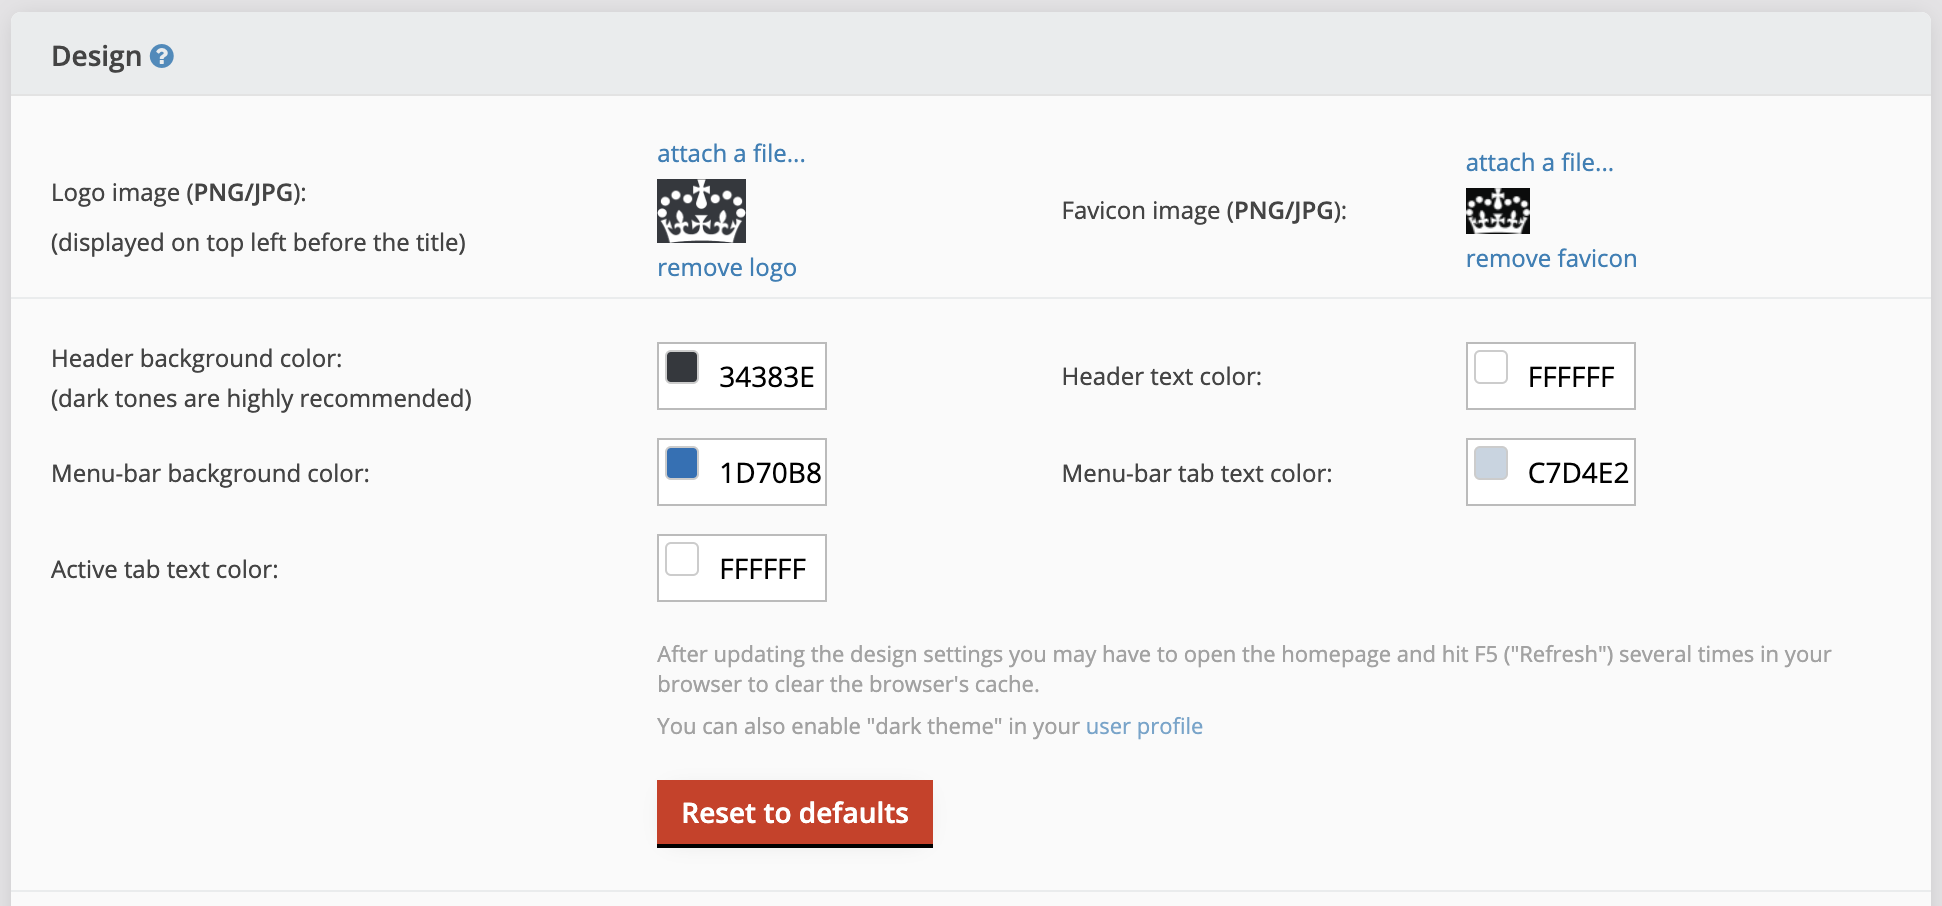 Design ?
attach a file...
Logo image (PNG/JPG):
(displayed on top left before the title)
remove logo
attach a file...
Favicon image (PNG/JPG):
remove favicon
Header background color:
(dark tones are highly recommended)
34383E
Header text color:
FFFFFF
Menu-bar background color:
1D70B8
Menu-bar tab text color:
C7D4E2
Active tab text color:
FFFFFF
After updating the design settings you may have to open the homepage and hit F5 ("Refresh") several times in your
browser to clear the browser's cache.
You can also enable "dark theme" in your user profile
Reset to defaults